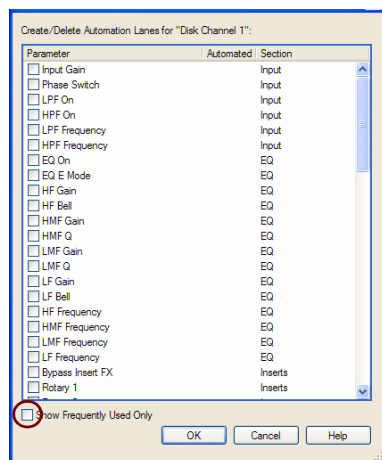 Create/Delete Automation Lanes for "Disk Channel 1":
Parameter Automated Section
Input Gain Input
Phase Switch Input
LPF On Input
HPF On Input
LPF Frequency Input
HPF Frequency Input
EQ On EQ
EQ E Mode EQ
HF Gain EQ
HF Bell EQ
HMF Gain EQ
HMF Q EQ
LMF Gain EQ
LMF Q EQ
LF Gain EQ
LF Bell EQ
HF Frequency EQ
HMF Frequency EQ
LMF Frequency EQ
LF Frequency EQ
Bypass Insert FX Inserts
Rotary 1 Inserts
Show Frequently Used Only
OK Cancel Help